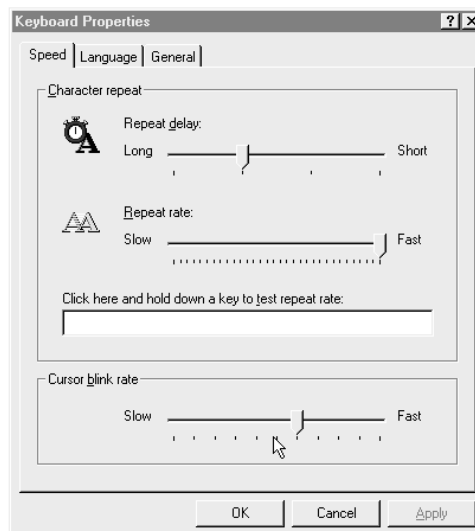 Keyboard Properties
Speed Language General
Character repeat
Repeat delay:
Long Short
Repeat rate:
Slow Fast
Click here and hold down a key to test repeat rate:
Cursor blink rate
Slow Fast
OK Cancel Apply